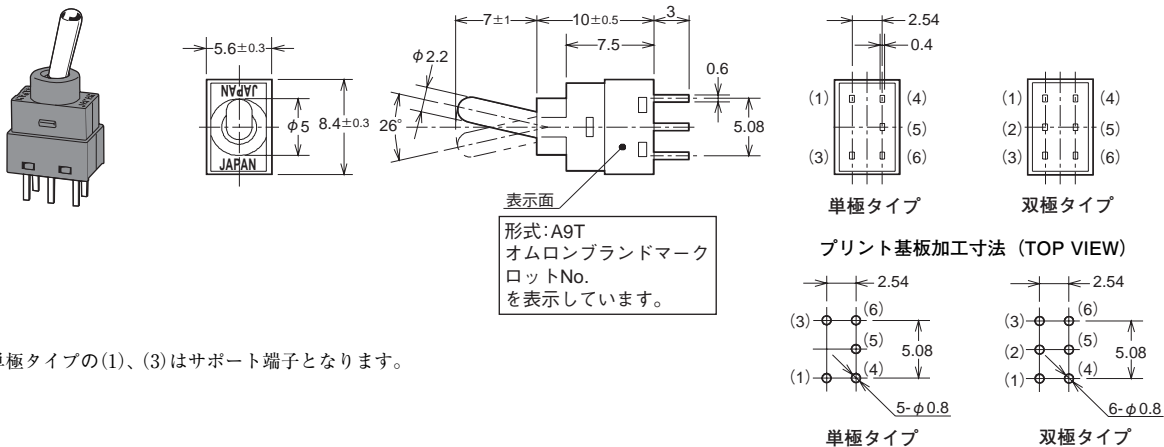 7±1
10±0.5
3
7.5
5.6±0.3
φ2.2
JAPAN
φ5
8.4±0.3
JAPAN
26°
0.6
5.08
2.54
0.4
(1)
(4)
(5)
(3)
(6)
単極タイプ
(1)
(4)
(2)
(5)
(3)
(6)
双極タイプ
表示面
形式:A9T
オムロンブランドマーク
ロットNo.
を表示しています。
プリント基板加工寸法(TOP VIEW)
2.54
(3)
(6)
(5)
5.08
(1)
(4)
5-φ0.8
単極タイプ
2.54
(3)
(6)
(2)
(5)
5.08
(1)
(4)
6-φ0.8
双極タイプ
極タイプの(1)、(3)はサポート端子となります。